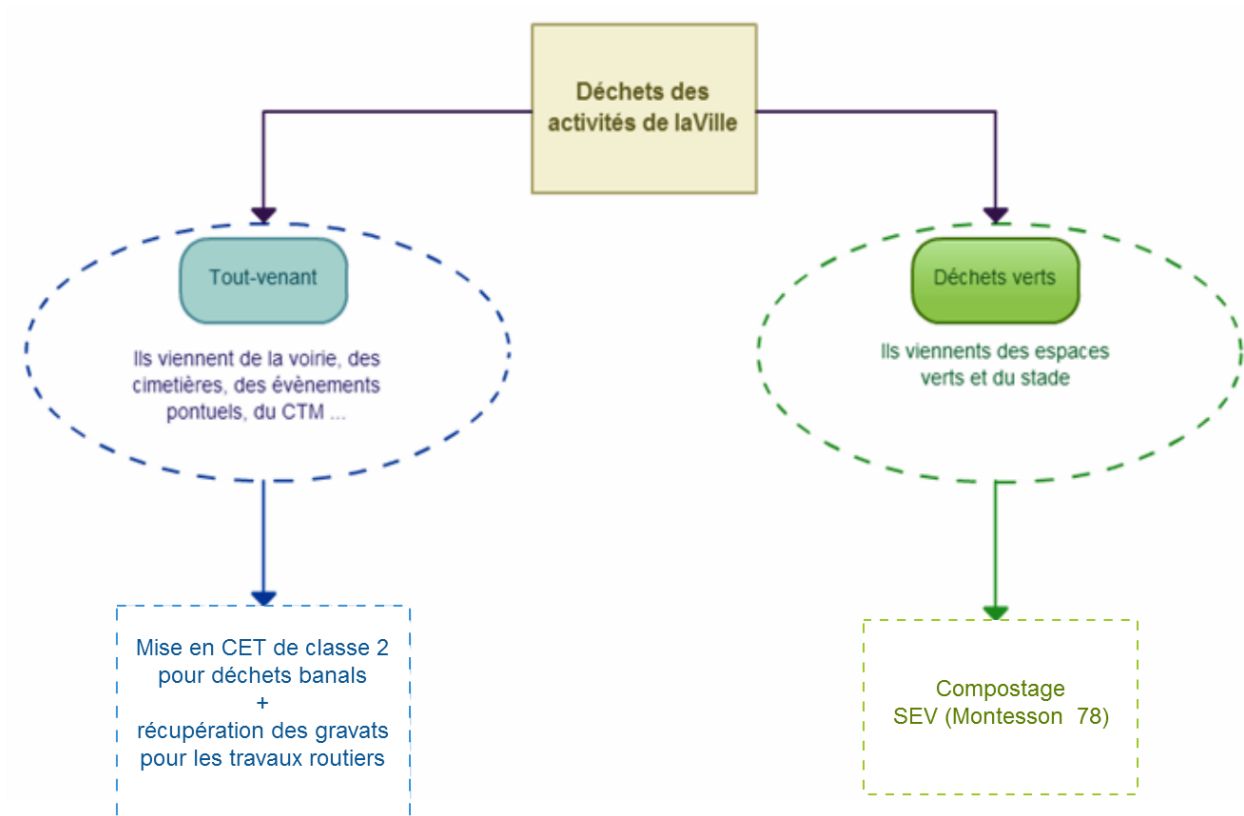 Déchets des
activités de laVille
Tout-venant
Ils viennent de la voirie, des
cimetières, des évènements
pontuels, du CTM ...
Déchets verts
Ils viennents des espaces
verts et du stade
Mise en CET de classe 2
pour déchets banals
+
récupération des gravats
pour les travaux routiers
Compostage
SEV (Montesson 78)